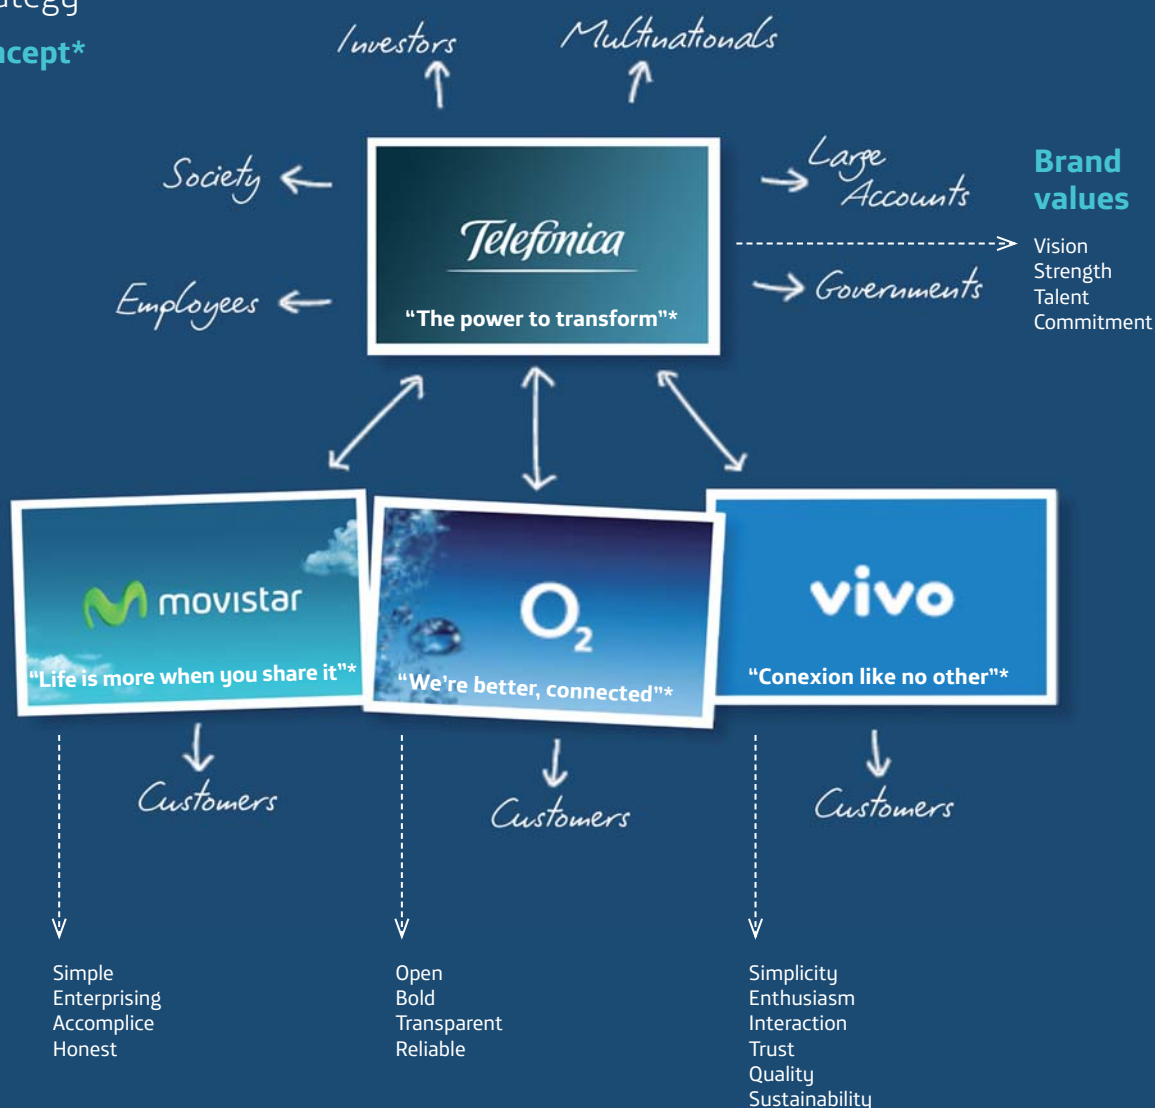 Investors
Multinationals
Society
Large
Accounts
Employees
Governments
Telefónica
“The power to transform”*
Brand
values
Vision
Strength
Talent
Commitment
movistar
“Life is more when you share it”*
O2
“We’re better, connected”*
vivo
“Conexion like no other”*
Customers
Customers
Customers
Simple
Enterprising
Accomplice
Honest
Open
Bold
Transparent
Reliable
Simplicity
Enthusiasm
Interaction
Trust
Quality
Sustainability